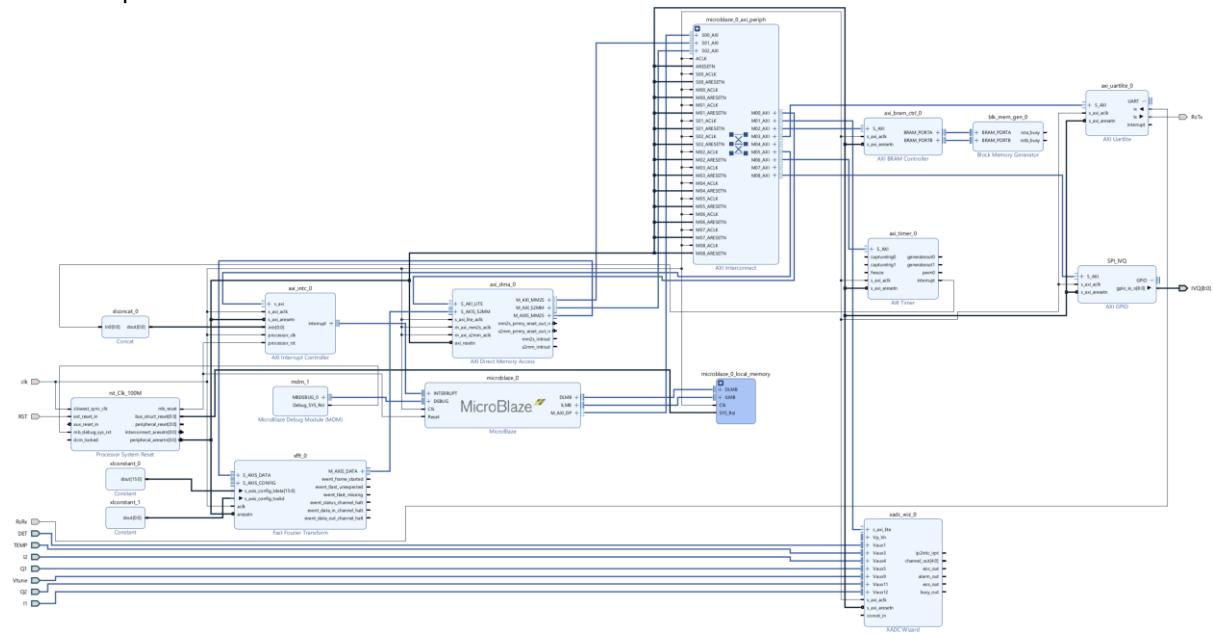 microblaze_0_axi_periph
S00_AXI
S01_AXI
S02_AXI
ACLK
ARESETN
S00_ACLK
S00_ARESETN
M00_ACLK
M00_ARESETN
M01_ACLK
M01_ARESETN
S01_ACLK
S01_ARESETN
S02_ACLK
S02_ARESETN
M02_ACLK
M02_ARESETN
M03_ACLK
M03_ARESETN
M04_ACLK
M04_ARESETN
M05_ACLK
M05_ARESETN
M06_ACLK
M06_ARESETN
M07_ACLK
M07_ARESETN
M08_ACLK
M08_ARESETN
M00_AXI
M01_AXI
M02_AXI
M03_AXI
M04_AXI
M05_AXI
M06_AXI
M07_AXI
M08_AXI
AXI Interconnect
axi_bram_ctrl_0
S_AXI
s_axi_aclk
s_axi_aresetn
BRAM_PORTA
BRAM_PORTB
AXI BRAM Controller
blk_mem_gen_0
BRAM_PORTA
BRAM_PORTB
rsta_busy
rstb_busy
Block Memory Generator
axi_uartlite_0
S_AXI
s_axi_aclk
s_axi_aresetn
UART
rx
tx
interrupt
AXI Uartlite
RsTx
axi_timer_0
S_AXI
capturetrig0
capturetrig1
freeze
s_axi_aclk
s_axi_aresetn
generateout0
generateout1
pwm0
interrupt
AXI Timer
SPI_IVQ
S_AXI
s_axi_aclk
s_axi_aresetn
GPIO
AXI GPIO
xlconcat_0
In0[0:0]
dout[0:0]
Concat
axi_intc_0
s_axi
s_axi_aclk
s_axi_aresetn
intr[0:0]
processor_clk
processor_rst
interrupt
AXI Interrupt Controller
axi_dma_0
S_AXI_LITE
S_AXIS_S2MM
s_axi_lite_aclk
m_axi_mm2s_aclk
m_axi_s2mm_aclk
axi_resetn
M_AXI_MM2S
M_AXI_S2MM
M_AXIS_MM2S
mm2s_prmry_reset_out_n
s2mm_prmry_reset_out_n
mm2s_introut
s2mm_introut
AXI Direct Memory Access
clk
RST
rst_Clk_100M
slowest_sync_clk
ext_reset_in
aux_reset_in
mb_debug_sys_rst
dcm_locked
mb_reset
bus_struct_reset[0:0]
peripheral_reset[0:0]
interconnect_aresetn[0:0]
peripheral_aresetn[0:0]
Processor System Reset
mdm_1
MBDEBUG_0
Debug_SYS_Rst
MicroBlaze Debug Module (MDM)
microblaze_0
INTERRUPT
DEBUG
Clk
Reset
MicroBlaze
DLMB
ILMB
M_AXI_DP
MicroBlaze
microblaze_0_local_memory
DLMB
ILMB
Clk
SYS_Rst
xlconstant_0
dout[15:0]
Constant
xlconstant_1
dout[0:0]
Constant
xfft_0
S_AXIS_DATA
S_AXIS_CONFIG
s_axis_config_tdata[15:0]
s_axis_config_tvalid
aclk
aresetn
M_AXIS_DATA
event_frame_started
event_tlast_unexpected
event_tlast_missing
event_status_channel_halt
event_data_in_channel_halt
event_data_out_channel_halt
Fast Fourier Transform
RsRx
DET
TEMP
I2
Q1
Vtune
Q2
I1
xadc_wiz_0
s_axi_lite
Vp_Vn
Vaux1
Vaux3
Vaux4
Vaux5
Vaux9
Vaux11
Vaux12
s_axi_aclk
s_axi_aresetn
convst_in
ip2intc_irpt
channel_out[4:0]
eoc_out
alarm_out
eos_out
busy_out
XADC Wizard